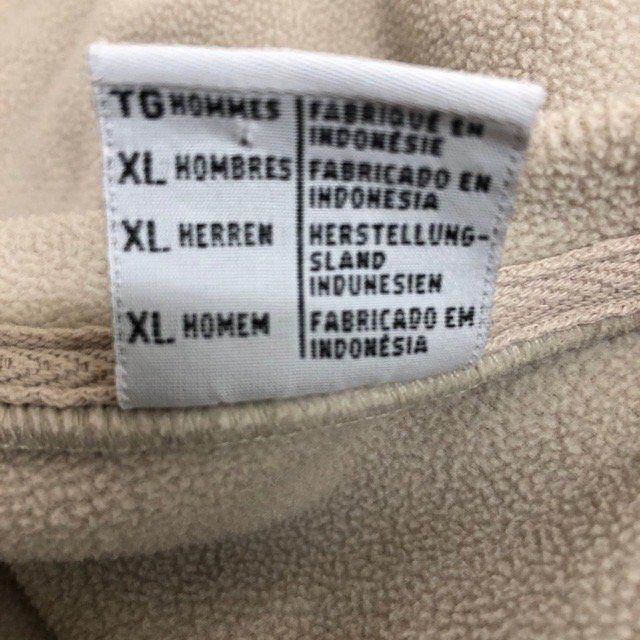 TG HOMMES FABRIQUE EN
INDONÉSIE
XL HOMBRES FABRICADO EN
INDONESIA
XL HERREN HERSTELLUNG-
SLAND
INDUNESIEN
XL HOMEM FABRICADO EM
INDONÉSIA